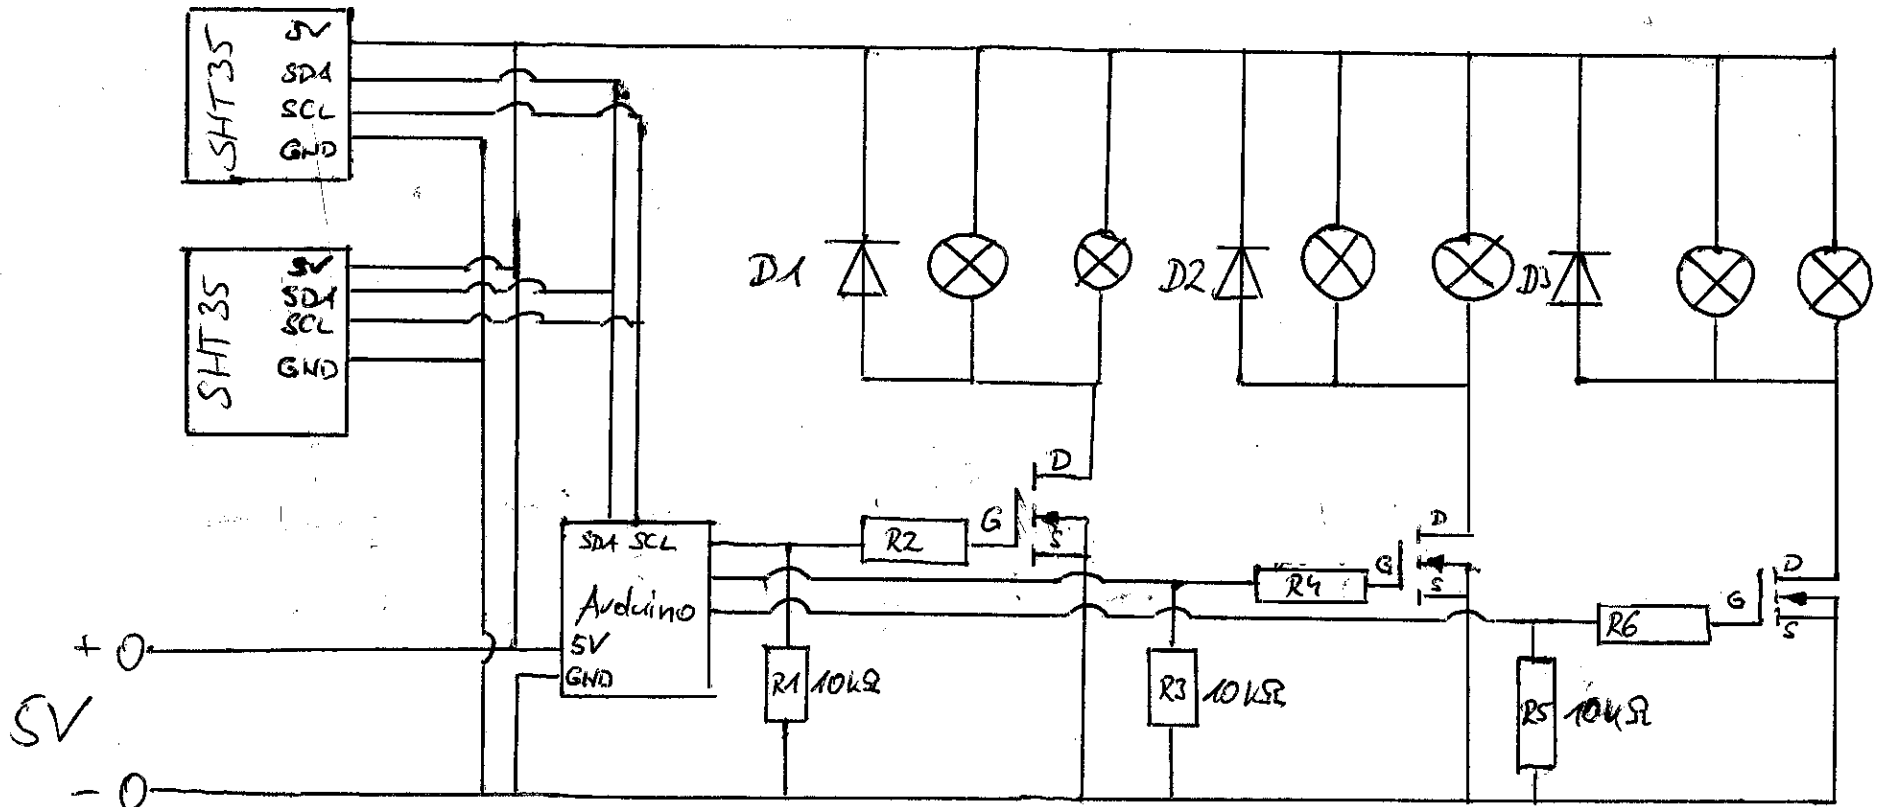 SHT35
5V
SDA
SCL
GND
SHT35
5V
SDA
SCL
GND
D1
D2
D3
D
G
S
D
G
S
D
G
S
SDA SCL
Arduino
5V
GND
R2
R4
R6
R1 10kΩ
R3 10kΩ
R5 10kΩ
+
5V
-